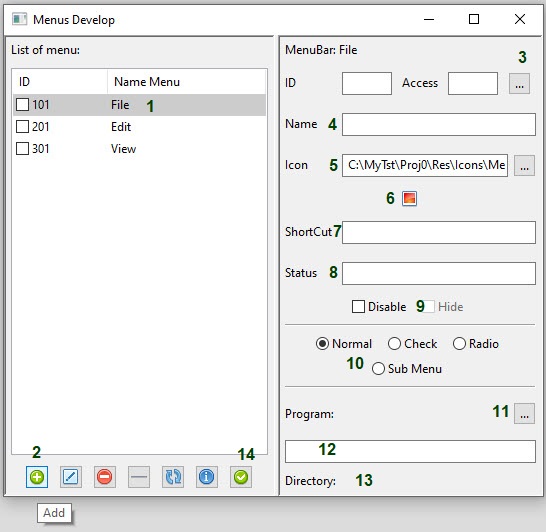 Menus Develop
List of menu:
ID Name Menu
101 File 1
201 Edit
301 View
2 14
Add
MenuBar: File
3
ID Access ...
Name 4
Icon 5 C:\MyTst\Proj0\Res\Icons\Me ...
6
ShortCut 7
Status 8
Disable 9 Hide
Normal Check Radio
10 Sub Menu
Program: 11 ...
12
Directory: 13